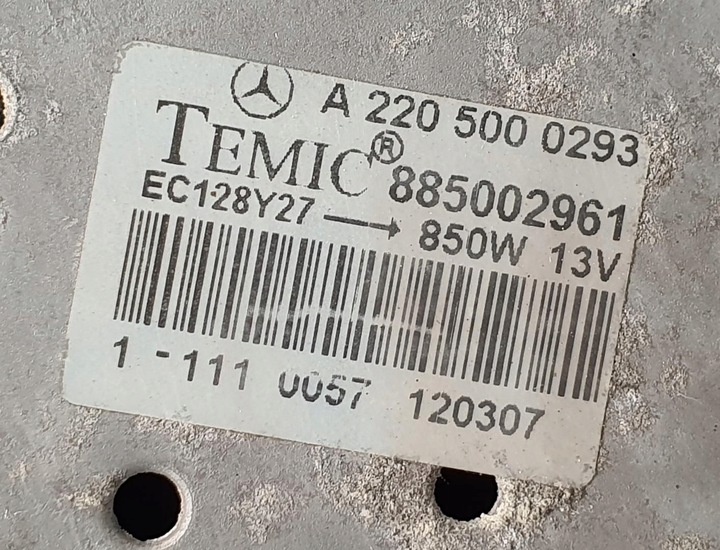 A 220 500 0293
TEMIC® 885002961
EC128Y27 → 850W 13V
1 - 111 0057 120307